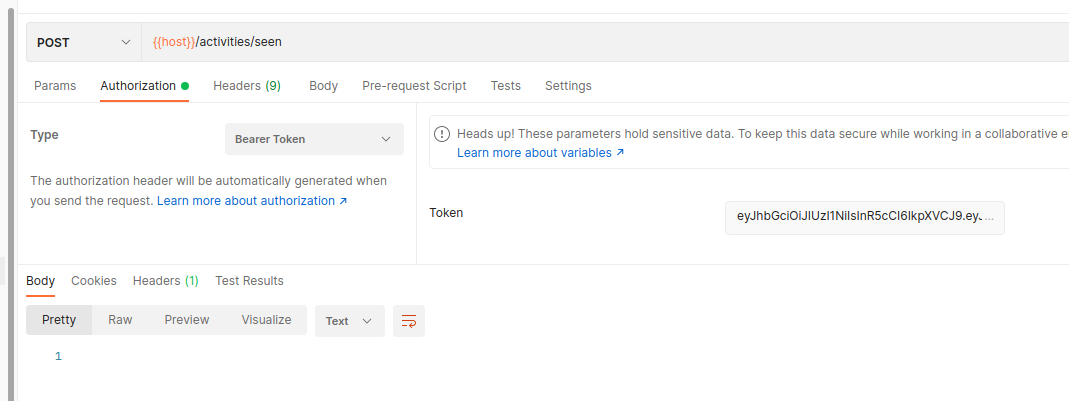 POST {{host}}/activities/seen
Params Authorization Headers (9) Body Pre-request Script Tests Settings
Type Bearer Token
The authorization header will be automatically generated when
you send the request. Learn more about authorization ↗
Heads up! These parameters hold sensitive data. To keep this data secure while working in a collaborative e
Learn more about variables ↗
Token eyJhbGciOiJIUzI1NiIsInR5cCI6IkpXVCJ9.ey. ...
Body Cookies Headers (1) Test Results
Pretty Raw Preview Visualize Text
1